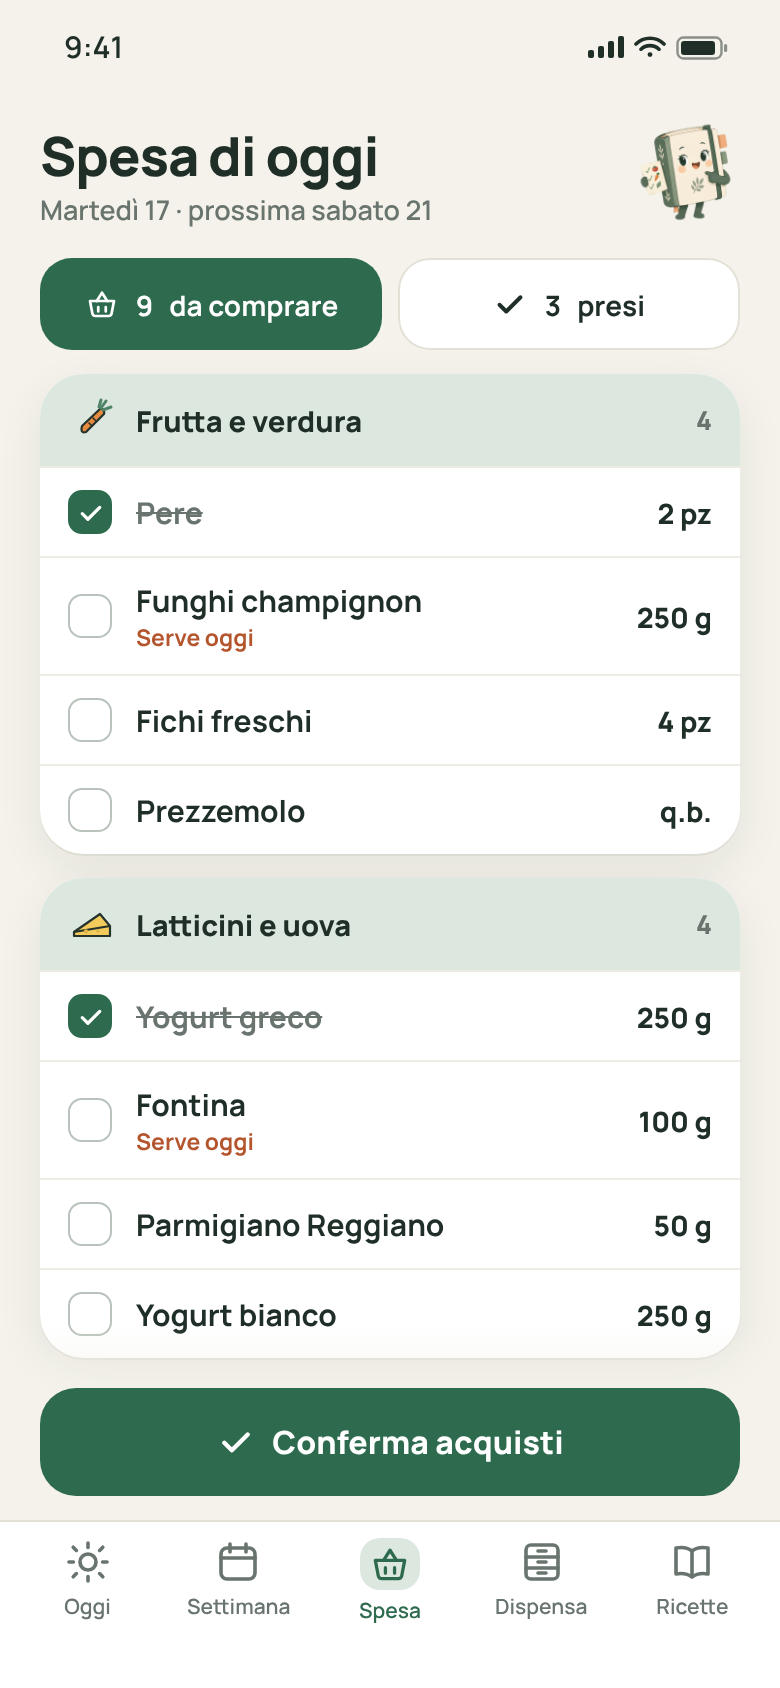 9:41
Spesa di oggi
Martedì 17 · prossima sabato 21
9 da comprare
3 presi
Frutta e verdura 4
Pere 2 pz
Funghi champignon 250 g
Serve oggi
Fichi freschi 4 pz
Prezzemolo q.b.
Latticini e uova 4
Yogurt greco 250 g
Fontina 100 g
Serve oggi
Parmigiano Reggiano 50 g
Yogurt bianco 250 g
Conferma acquisti
Oggi Settimana Spesa Dispensa Ricette